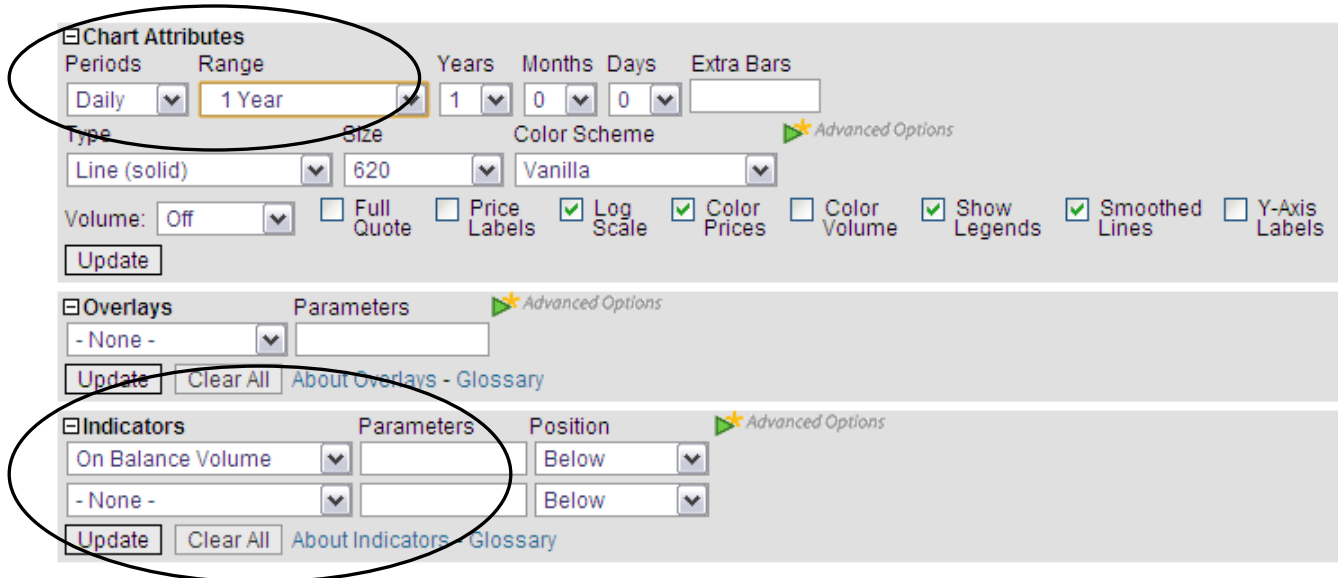 Chart Attributes
Periods Range Years Months Days Extra Bars
Daily 1 Year 1 0 0
Type Size Color Scheme Advanced Options
Line (solid) 620 Vanilla
Volume: Off Full Quote Price Labels Log Scale Color Prices Color Volume Show Legends Smoothed Lines Y-Axis Labels
Update
Overlays Parameters Advanced Options
- None -
Update Clear All About Overlays - Glossary
Indicators Parameters Position Advanced Options
On Balance Volume Below
- None - Below
Update Clear All About Indicators - Glossary